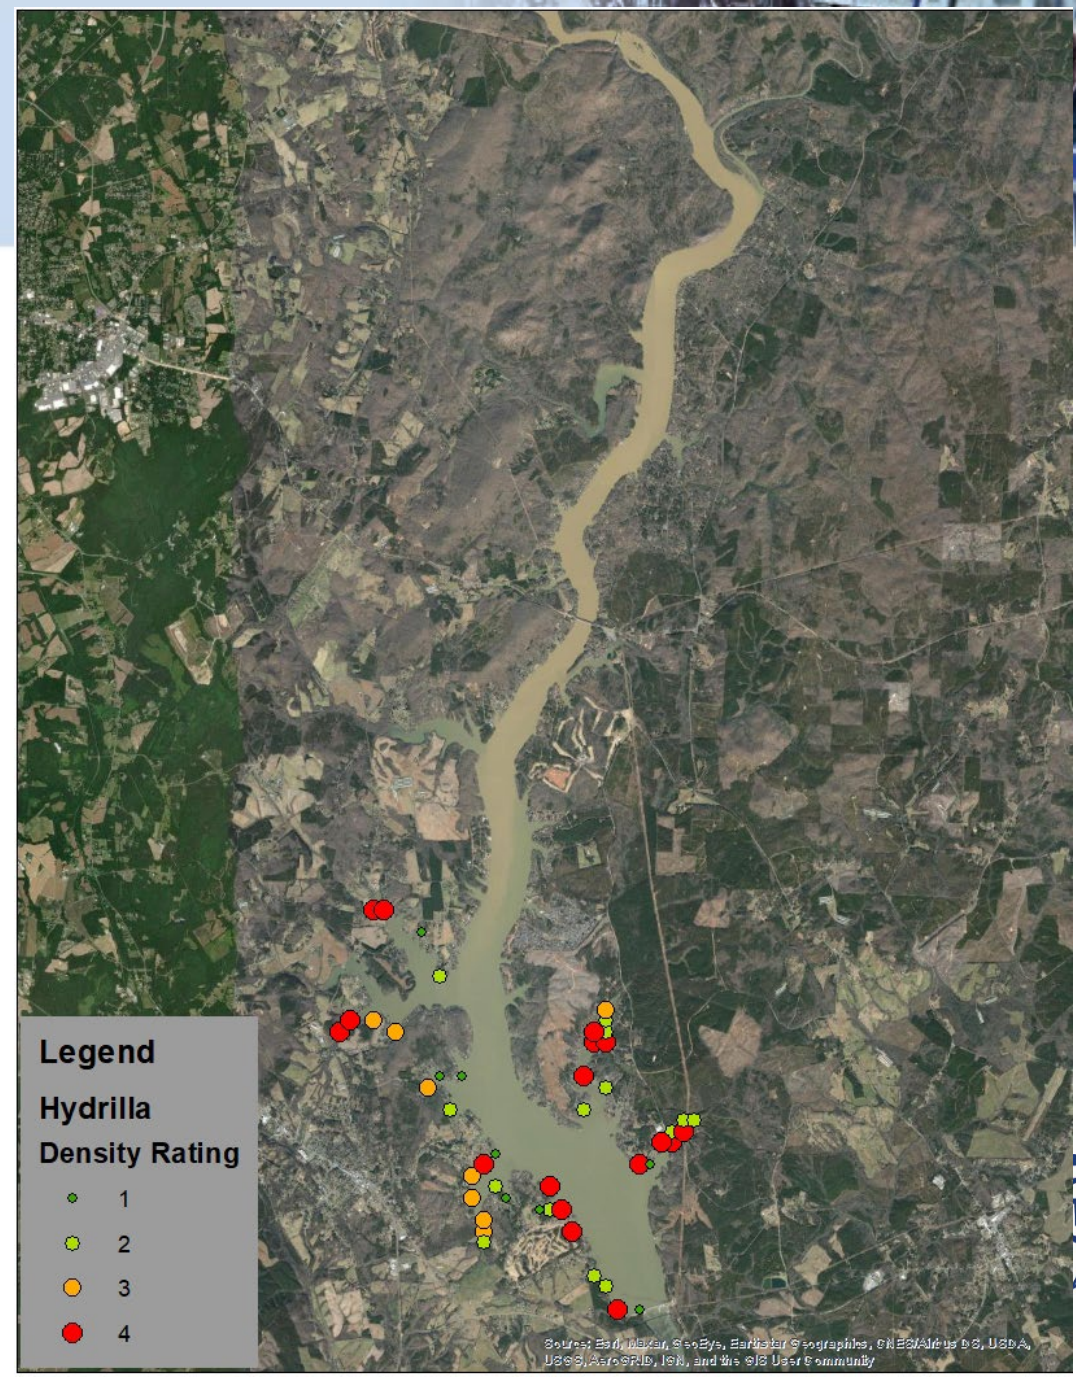 Legend
Hydrilla
Density Rating
1
2
3
4
Source: Esri, Maxar, GeoEye, Earthstar Geographics, CNES/Airbus DS, USDA,
USGS, AeroGRID, IGN, and the GIS User Community